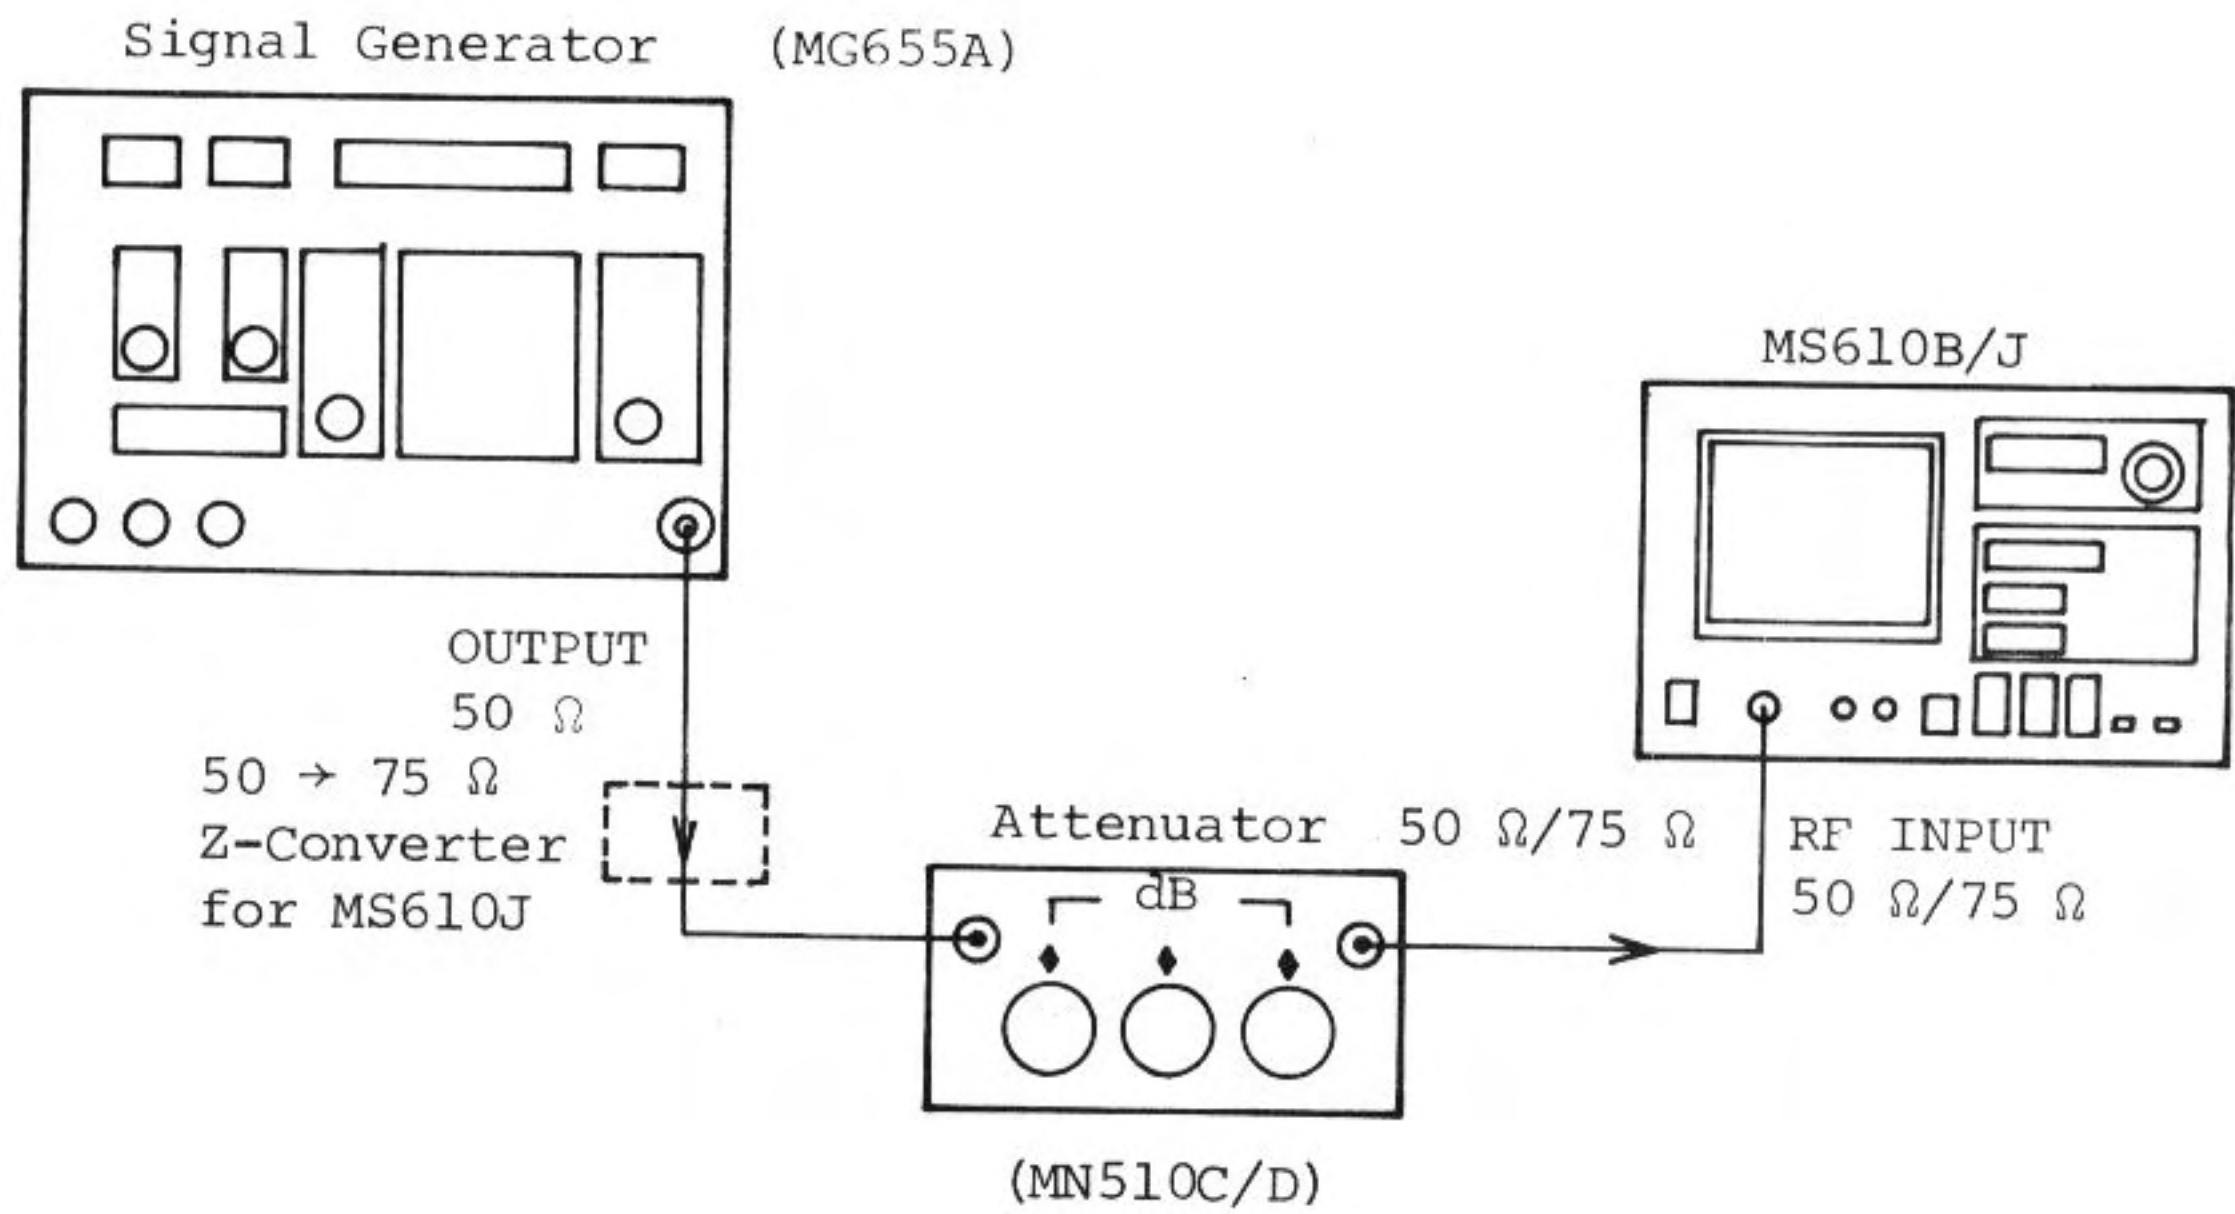 Signal Generator (MG655A)
MS610B/J
OUTPUT
50 Ω
50 → 75 Ω
Z-Converter
for MS610J
Attenuator 50 Ω/75 Ω
dB
(MN510C/D)
RF INPUT
50 Ω/75 Ω